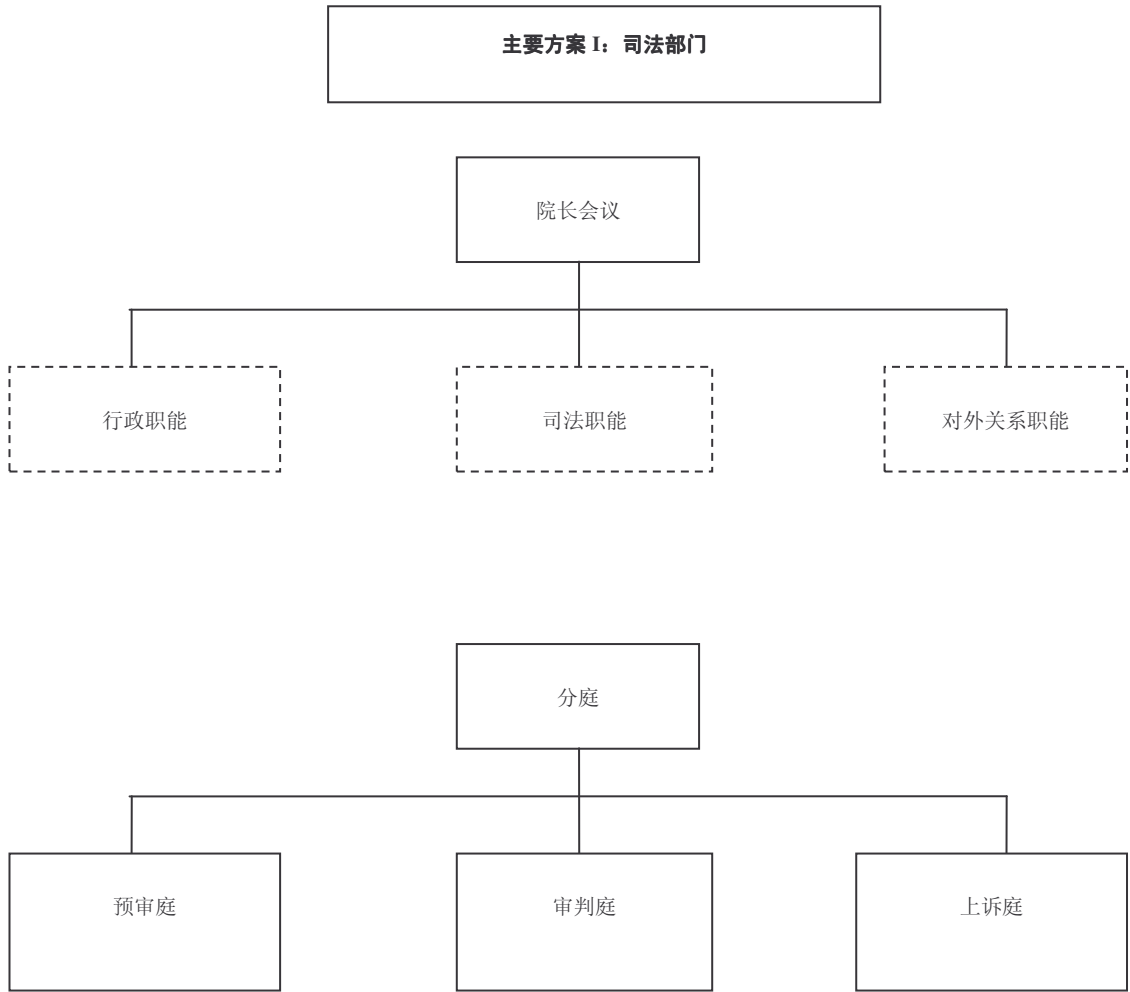 主要方案 I：司法部门
院长会议
行政职能
司法职能
对外关系职能
分庭
预审庭
审判庭
上诉庭